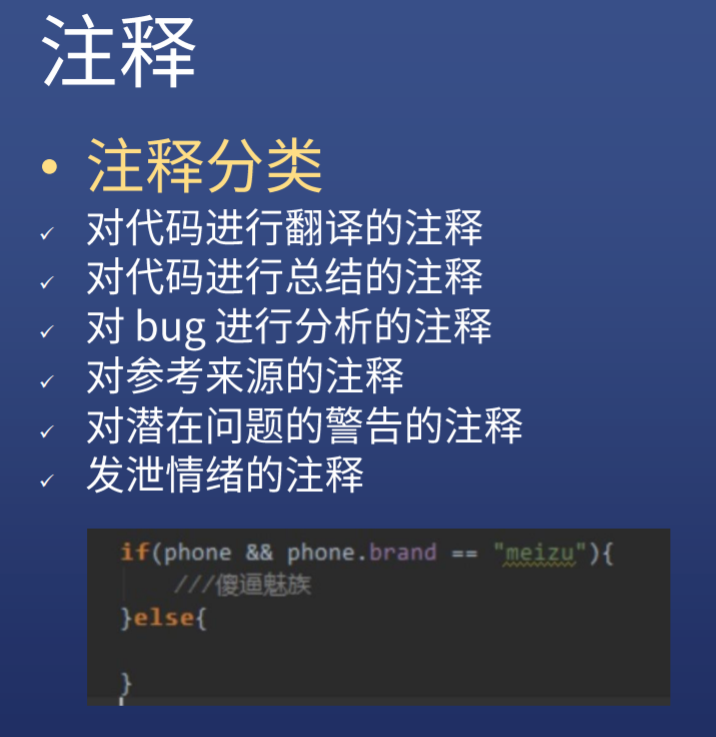 注释
• 注释分类
✓ 对代码进行翻译的注释
✓ 对代码进行总结的注释
✓ 对 bug 进行分析的注释
✓ 对参考来源的注释
✓ 对潜在问题的警告的注释
✓ 发泄情绪的注释
if(phone && phone.brand == "meizu"){
///傻逼魅族
}else{
}